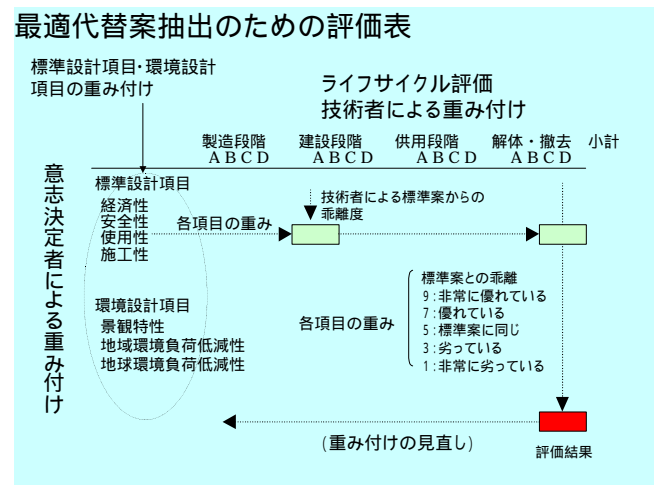 最適代替案抽出のための評価表
標準設計項目･環境設計
項目の重み付け
ライフサイクル評価
技術者による重み付け
製造段階 建設段階 供用段階 解体・撤去 小計
A B C D A B C D A B C D A B C D
意志決定者による重み付け
標準設計項目
経済性
安全性
使用性
施工性
各項目の重み
技術者による標準案からの
乖離度
標準案との乖離
9:非常に優れている
7:優れている
5:標準案に同じ
3:劣っている
1:非常に劣っている
各項目の重み
環境設計項目
景観特性
地域環境負荷低減性
地球環境負荷低減性
(重み付けの見直し)
評価結果